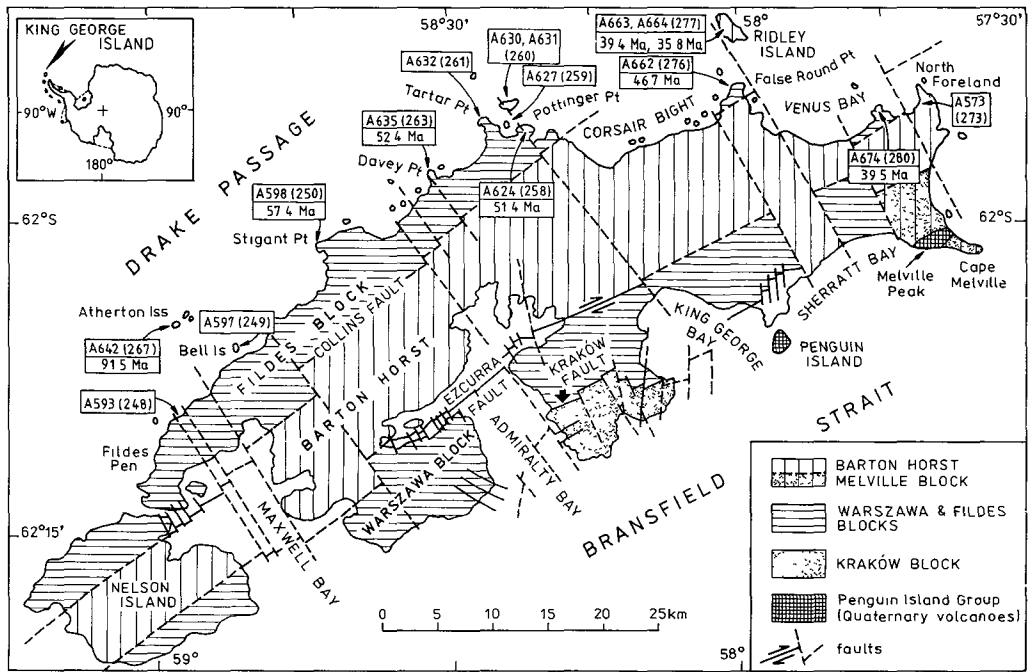 KING GEORGE
ISLAND
90°W
90°
180°
58°30'
58°
57°30'
A663, A664 (277)
39·4 Ma, 35·8 Ma
RIDLEY
ISLAND
A630, A631
(260)
A632 (261)
A627 (259)
A662 (276)
46·7 Ma
False Round Pt
North
Foreland
Tartar Pt
Pottinger Pt
CORSAIR BIGHT
VENUS BAY
A573
(273)
A635 (263)
52·4 Ma
Davey Pt
A674 (280)
39·5 Ma
A624 (258)
51·4 Ma
A598 (250)
57·4 Ma
Stigant Pt
DRAKE PASSAGE
62°S
62°S
SHERRATT BAY
Melville
Peak
Cape
Melville
Atherton Iss
A597 (249)
A642 (267)
91·5 Ma
Bell Is
FILDES BLOCK
COLLINS FAULT
BARTON HORST
EZCURRA
FAULT
KRAKÓW
FAULT
KING GEORGE
BAY
PENGUIN
ISLAND
A593 (248)
Fildes
Pen
WARSZAWA BLOCK
ADMIRALTY BAY
BRANSFIELD
STRAIT
MAXWELL
BAY
62°15'
NELSON
ISLAND
0 5 10 15 20 25km
59°
58°
BARTON HORST
MELVILLE BLOCK
WARSZAWA & FILDES
BLOCKS
KRAKÓW BLOCK
Penguin Island Group
(Quaternary volcanoes)
faults